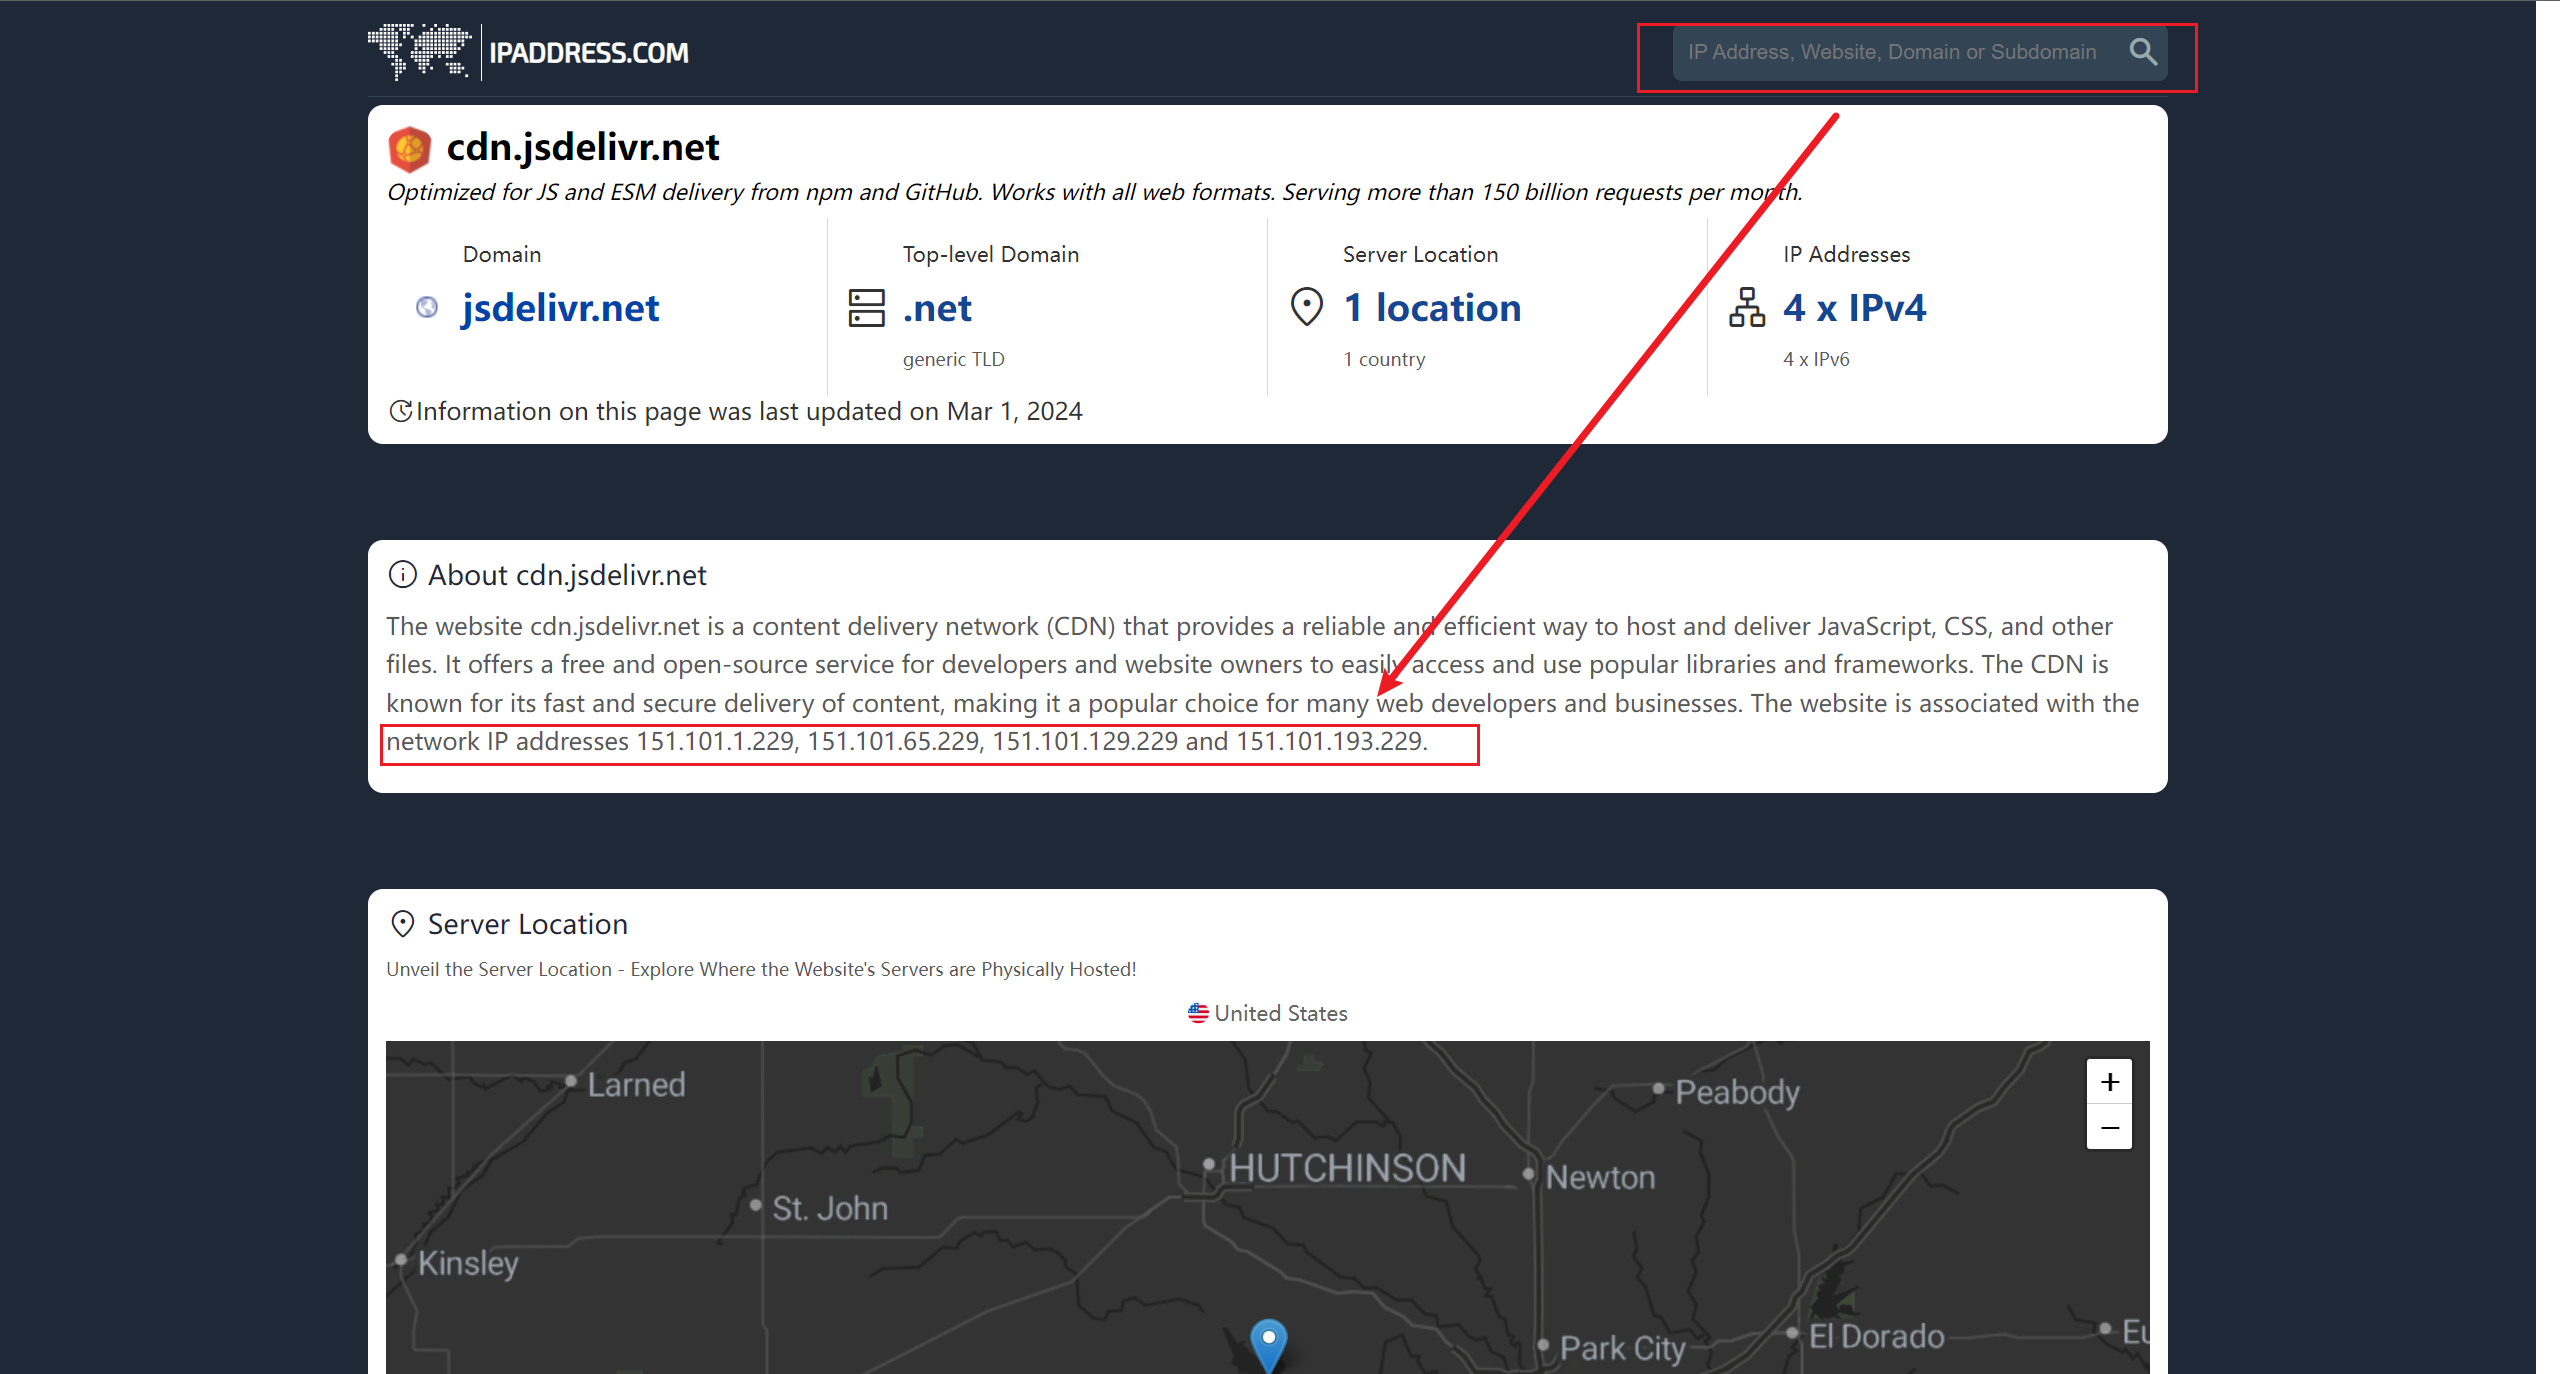 IPADDRESS.COM
IP Address, Website, Domain or Subdomain
cdn.jsdelivr.net
Optimized for JS and ESM delivery from npm and GitHub. Works with all web formats. Serving more than 150 billion requests per month.
Domain
jsdelivr.net
Top-level Domain
.net
generic TLD
Server Location
1 location
1 country
IP Addresses
4 x IPv4
4 x IPv6
Information on this page was last updated on Mar 1, 2024
About cdn.jsdelivr.net
The website cdn.jsdelivr.net is a content delivery network (CDN) that provides a reliable and efficient way to host and deliver JavaScript, CSS, and other
files. It offers a free and open-source service for developers and website owners to easily access and use popular libraries and frameworks. The CDN is
known for its fast and secure delivery of content, making it a popular choice for many web developers and businesses. The website is associated with the
network IP addresses 151.101.1.229, 151.101.65.229, 151.101.129.229 and 151.101.193.229.
Server Location
Unveil the Server Location - Explore Where the Website's Servers are Physically Hosted!
United States
Larned
Peabody
+
−
HUTCHINSON
Newton
St. John
Kinsley
Park City
El Dorado